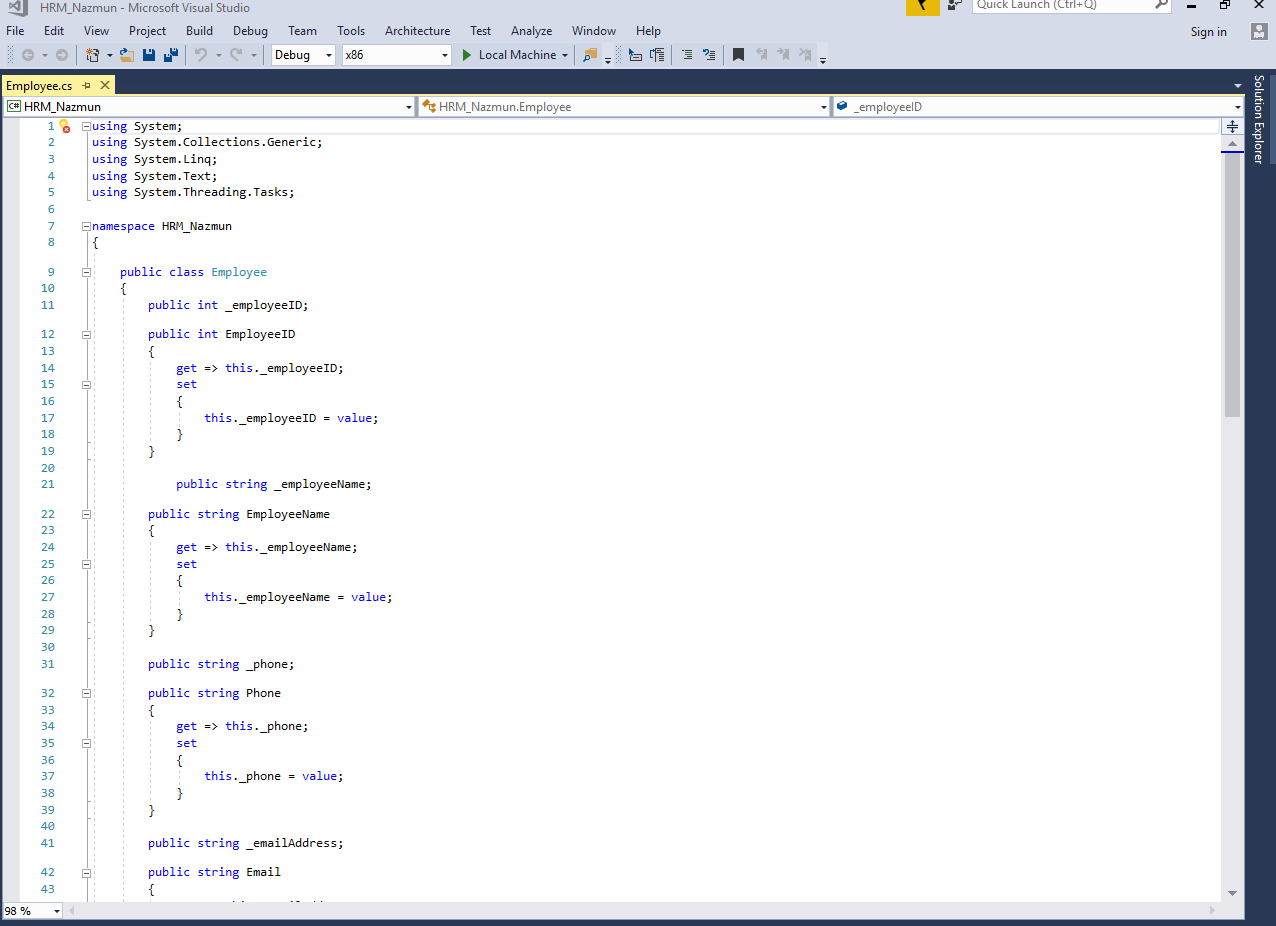 HRM_Nazmun - Microsoft Visual Studio
Quick Launch (Ctrl+Q)
File Edit View Project Build Debug Team Tools Architecture Test Analyze Window Help
Sign in
Debug x86 Local Machine
Employee.cs
Solution Explorer
C# HRM_Nazmun HRM_Nazmun.Employee _employeeID
1 using System;
2 using System.Collections.Generic;
3 using System.Linq;
4 using System.Text;
5 using System.Threading.Tasks;
6
7 namespace HRM_Nazmun
8 {
9 public class Employee
10 {
11 public int _employeeID;
12 public int EmployeeID
13 {
14 get => this._employeeID;
15 set
16 {
17 this._employeeID = value;
18 }
19 }
20
21 public string _employeeName;
22 public string EmployeeName
23 {
24 get => this._employeeName;
25 set
26 {
27 this._employeeName = value;
28 }
29 }
30
31 public string _phone;
32 public string Phone
33 {
34 get => this._phone;
35 set
36 {
37 this._phone = value;
38 }
39 }
40
41 public string _emailAddress;
42 public string Email
43 {
98 %